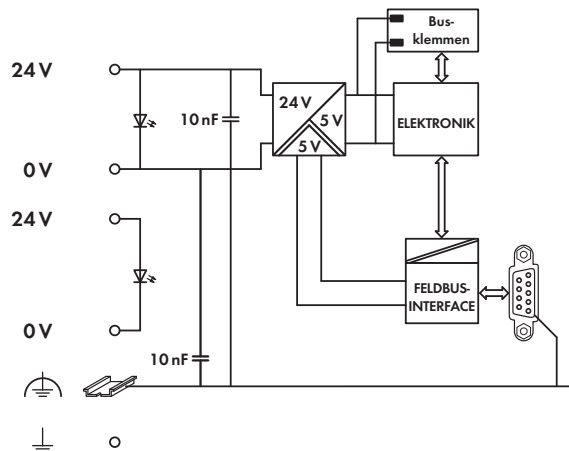 Bus-
klemmen
24 V
24 V
10 nF
5 V
5 V
ELEKTRONIK
0 V
24 V
FELDBUS-
INTERFACE
0 V
10 nF